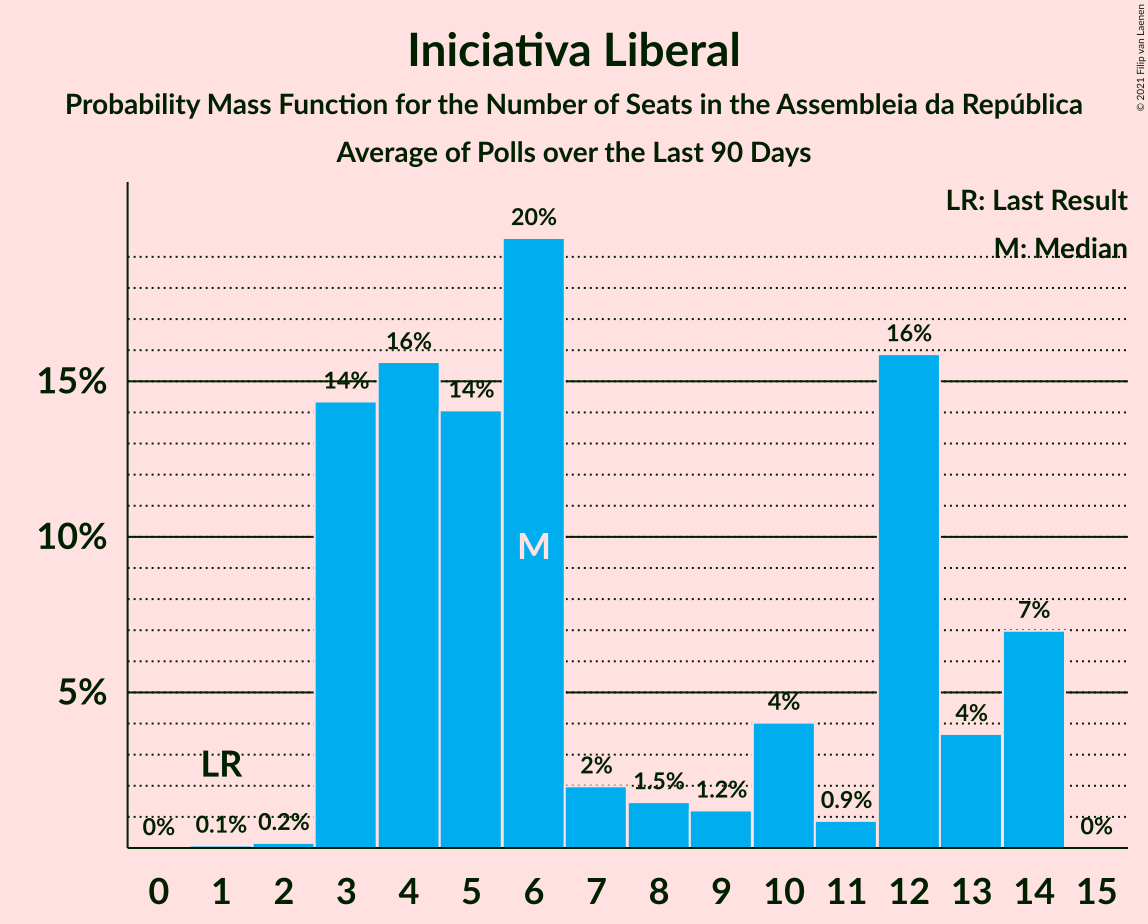 Iniciativa Liberal
Probability Mass Function for the Number of Seats in the Assembleia da República
Average of Polls over the Last 90 Days
© 2021 Filip van Laenen
LR: Last Result
M: Median
20%
16%
16%
14%
14%
15%
M
10%
7%
5%
4%
4%
LR
2%
1.5%
1.2%
0.9%
0%
0.1%
0.2%
0%
0 1 2 3 4 5 6 7 8 9 10 11 12 13 14 15